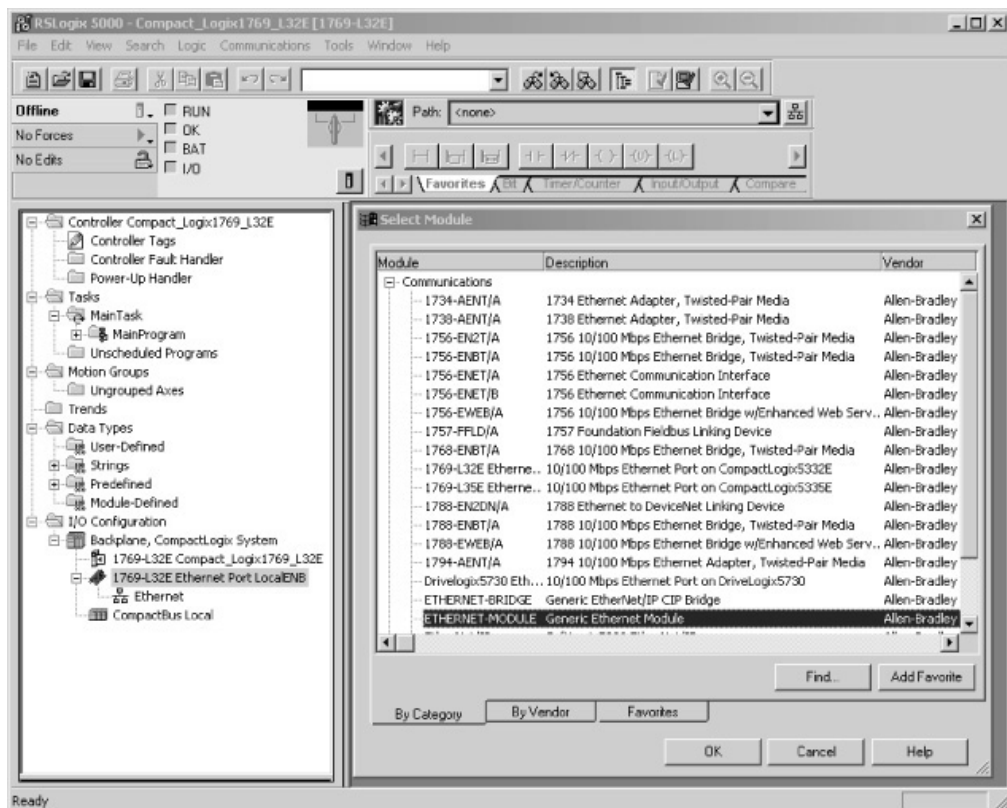 RSLogix 5000 - Compact_Logix1769_L32E [1769-L32E]
File Edit View Search Logic Communications Tools Window Help
Offline
RUN
No Forces
OK
No Edits
BAT
I/O
Path: <none>
Favorites Bit Timer/Counter Input/Output Compare
Controller Compact_Logix1769_L32E
Controller Tags
Controller Fault Handler
Power-Up Handler
Tasks
MainTask
MainProgram
Unscheduled Programs
Motion Groups
Ungrouped Axes
Trends
Data Types
User-Defined
Strings
Predefined
Module-Defined
I/O Configuration
Backplane, CompactLogix System
1769-L32E Compact_Logix1769_L32E
1769-L32E Ethernet Port LocalENB
Ethernet
CompactBus Local
Select Module
Module Description Vendor
Communications
1734-AENT/A 1734 Ethernet Adapter, Twisted-Pair Media Allen-Bradley
1738-AENT/A 1738 Ethernet Adapter, Twisted-Pair Media Allen-Bradley
1756-EN2T/A 1756 10/100 Mbps Ethernet Bridge, Twisted-Pair Media Allen-Bradley
1756-ENBT/A 1756 10/100 Mbps Ethernet Bridge, Twisted-Pair Media Allen-Bradley
1756-ENET/A 1756 Ethernet Communication Interface Allen-Bradley
1756-ENET/B 1756 Ethernet Communication Interface Allen-Bradley
1756-EWEB/A 1756 10/100 Mbps Ethernet Bridge w/Enhanced Web Serv.. Allen-Bradley
1757-FFLD/A 1757 Foundation Fieldbus Linking Device Allen-Bradley
1768-ENBT/A 1768 10/100 Mbps Ethernet Bridge, Twisted-Pair Media Allen-Bradley
1769-L32E Etherne.. 10/100 Mbps Ethernet Port on CompactLogix5332E Allen-Bradley
1769-L35E Etherne.. 10/100 Mbps Ethernet Port on CompactLogix5335E Allen-Bradley
1788-EN2DN/A 1788 Ethernet to DeviceNet Linking Device Allen-Bradley
1788-ENBT/A 1788 10/100 Mbps Ethernet Bridge, Twisted-Pair Media Allen-Bradley
1788-EWEB/A 1788 10/100 Mbps Ethernet Bridge w/Enhanced Web Serv.. Allen-Bradley
1794-AENT/A 1794 10/100 Mbps Ethernet Adapter, Twisted-Pair Media Allen-Bradley
Drivelogix5730 Eth... 10/100 Mbps Ethernet Port on DriveLogix5730 Allen-Bradley
ETHERNET-BRIDGE Generic EtherNet/IP CIP Bridge Allen-Bradley
ETHERNET-MODULE Generic Ethernet Module Allen-Bradley
Find... Add Favorite
By Category By Vendor Favorites
OK Cancel Help
Ready